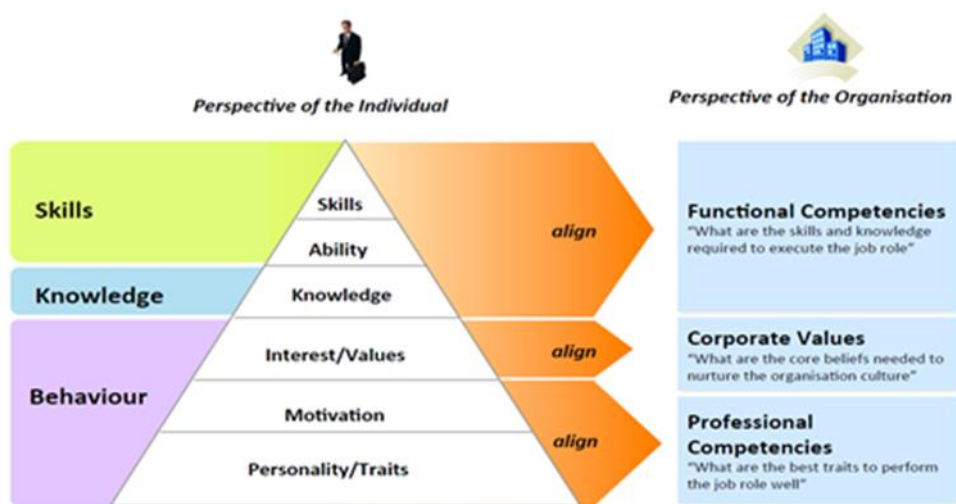 Perspective of the Individual
Perspective of the Organisation
Skills
Knowledge
Behaviour
Skills
Ability
Knowledge
Interest/Values
Motivation
Personality/Traits
align
align
align
Functional Competencies
"What are the skills and knowledge
required to execute the job role"
Corporate Values
"What are the core beliefs needed to
nurture the organisation culture"
Professional
Competencies
"What are the best traits to perform
the job role well"